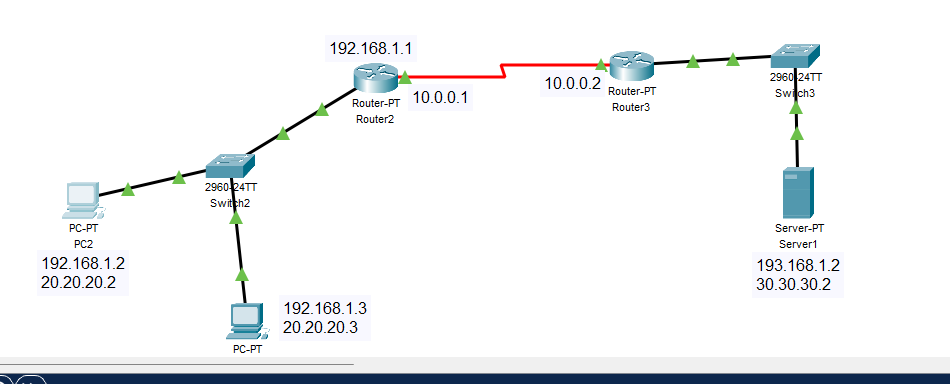 192.168.1.1
Router-PT
Router2
10.0.0.1
10.0.0.2
Router-PT
Router3
2960-24TT
Switch3
2960-24TT
Switch2
PC-PT
PC2
192.168.1.2
20.20.20.2
192.168.1.3
20.20.20.3
PC-PT
Server-PT
Server1
193.168.1.2
30.30.30.2